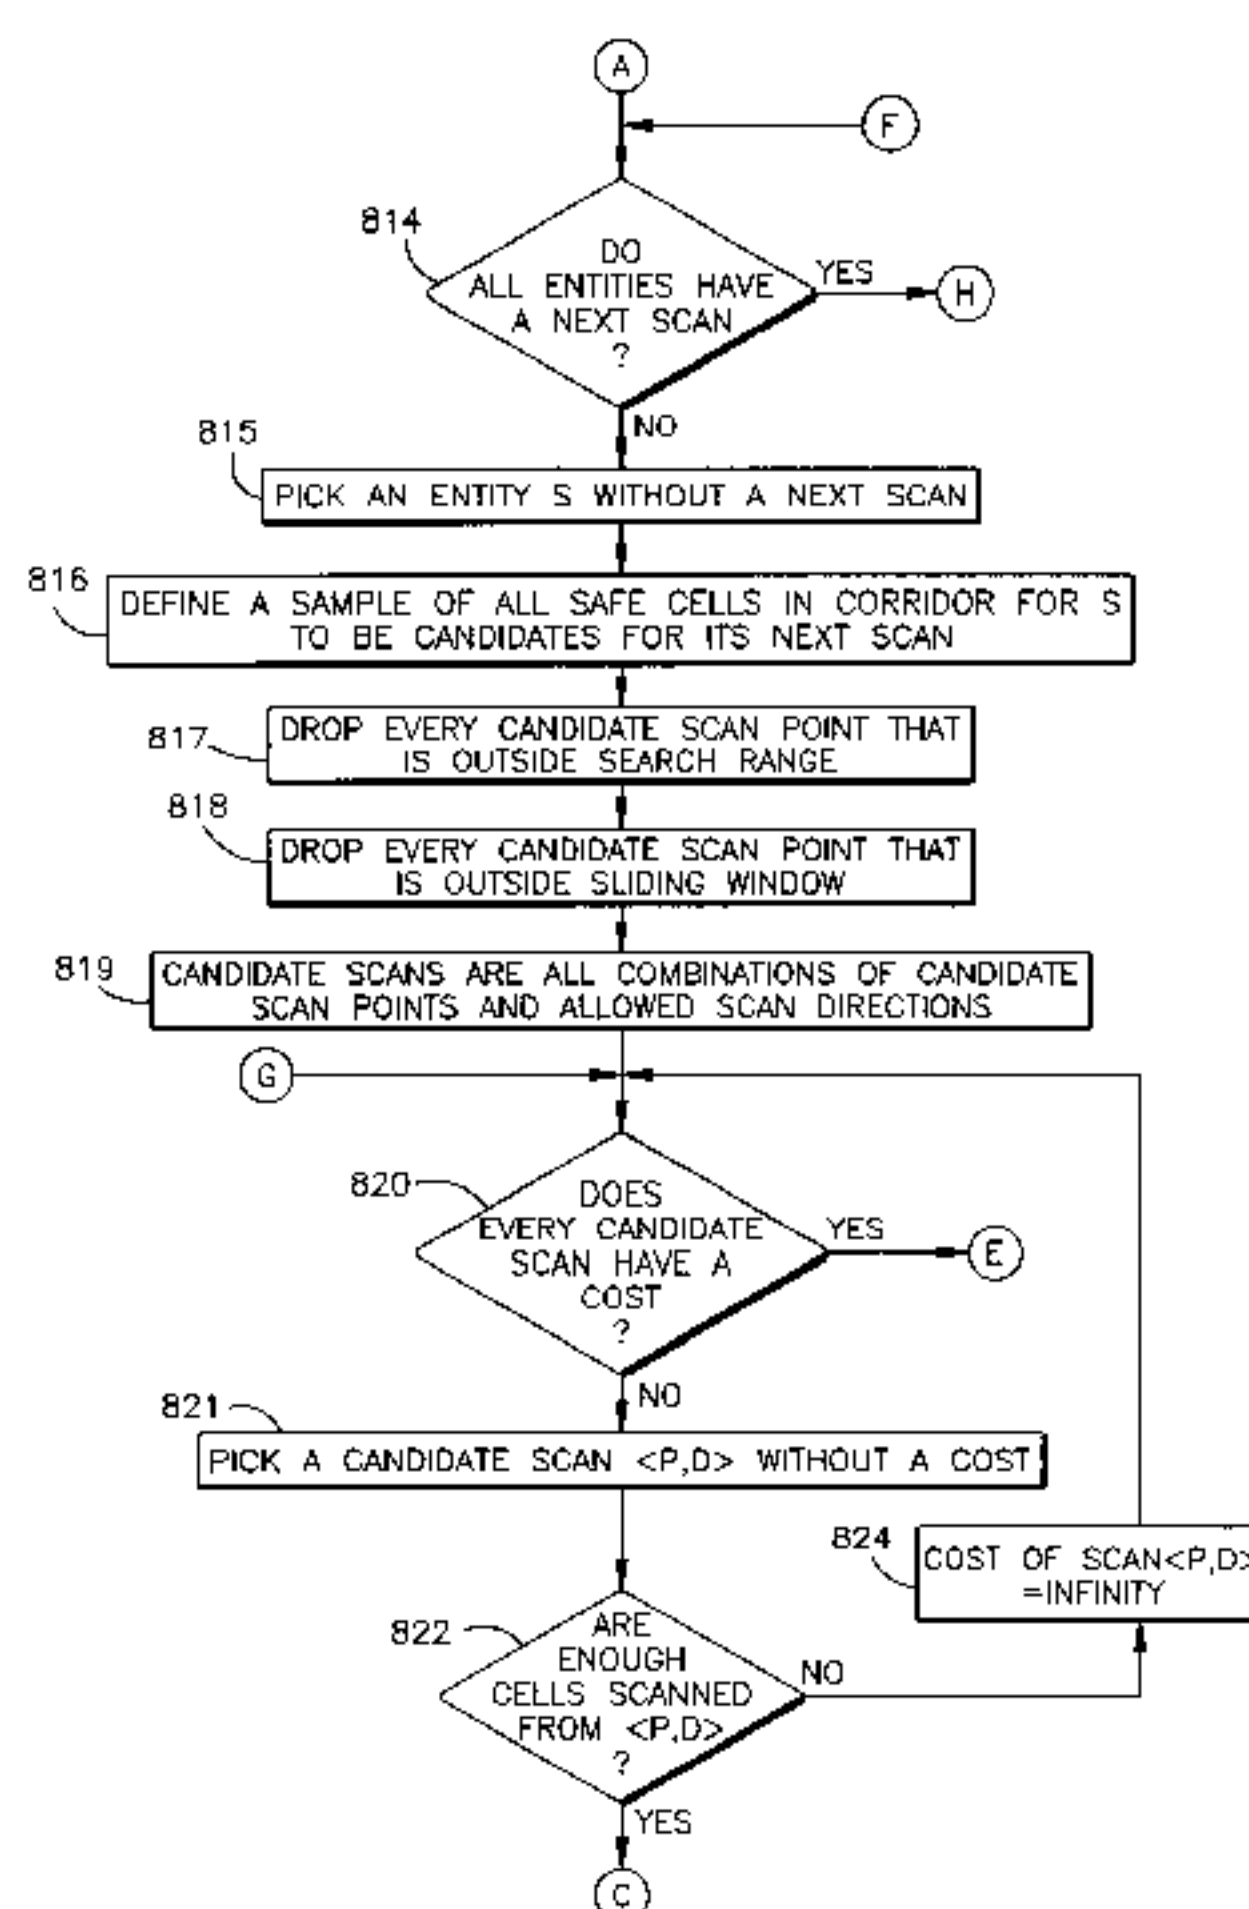 A
F
814
DO
ALL ENTITIES HAVE
A NEXT SCAN
?
YES
H
NO
815
PICK AN ENTITY S WITHOUT A NEXT SCAN
816
DEFINE A SAMPLE OF ALL SAFE CELLS IN CORRIDOR FOR S
TO BE CANDIDATES FOR ITS NEXT SCAN
817
DROP EVERY CANDIDATE SCAN POINT THAT
IS OUTSIDE SEARCH RANGE
818
DROP EVERY CANDIDATE SCAN POINT THAT
IS OUTSIDE SLIDING WINDOW
819
CANDIDATE SCANS ARE ALL COMBINATIONS OF CANDIDATE
SCAN POINTS AND ALLOWED SCAN DIRECTIONS
G
820
DOES
EVERY CANDIDATE
SCAN HAVE A
COST
?
YES
E
NO
821
PICK A CANDIDATE SCAN <P,D> WITHOUT A COST
824
COST OF SCAN<P,D>
=INFINITY
822
ARE
ENOUGH
CELLS SCANNED
FROM <P,D>
?
NO
YES
C